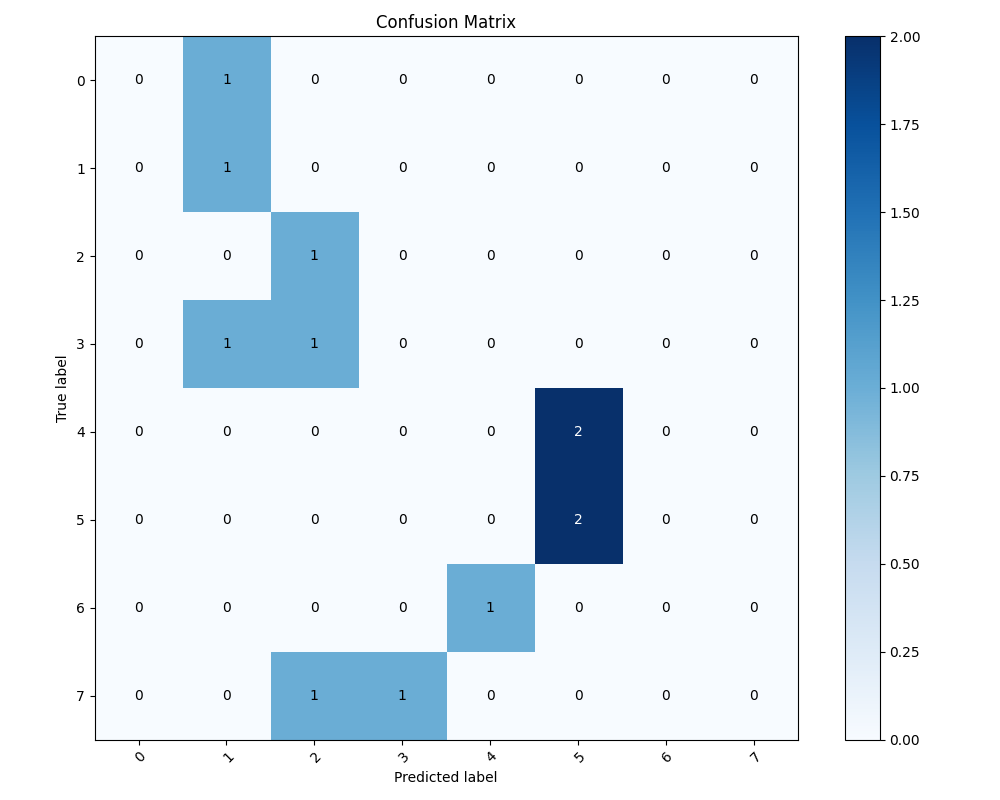 Confusion Matrix
0 0 1 0 0 0 0 0 0
1 0 1 0 0 0 0 0 0
2 0 0 1 0 0 0 0 0
3 0 1 1 0 0 0 0 0
4 0 0 0 0 0 2 0 0
5 0 0 0 0 0 2 0 0
6 0 0 0 0 1 0 0 0
7 0 0 1 1 0 0 0 0
0 1 2 3 4 5 6 7
True label
Predicted label
2.00
1.75
1.50
1.25
1.00
0.75
0.50
0.25
0.00